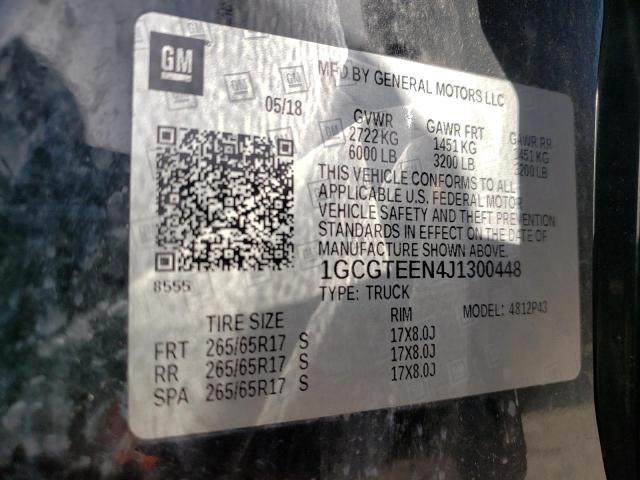 GM
MFD BY GENERAL MOTORS LLC
05/18
GVWR GAWR FRT GAWR RR
2722 KG 1451 KG 1451 KG
6000 LB 3200 LB 3200 LB
THIS VEHICLE CONFORMS TO ALL
APPLICABLE U.S. FEDERAL MOTOR
VEHICLE SAFETY AND THEFT PREVENTION
STANDARDS IN EFFECT ON THE DATE OF
MANUFACTURE SHOWN ABOVE.
1GCGTEEN4J1300448
8555
TYPE: TRUCK MODEL: 4812P43
TIRE SIZE RIM
FRT 265/65R17 S 17X8.0J
RR 265/65R17 S 17X8.0J
SPA 265/65R17 S 17X8.0J